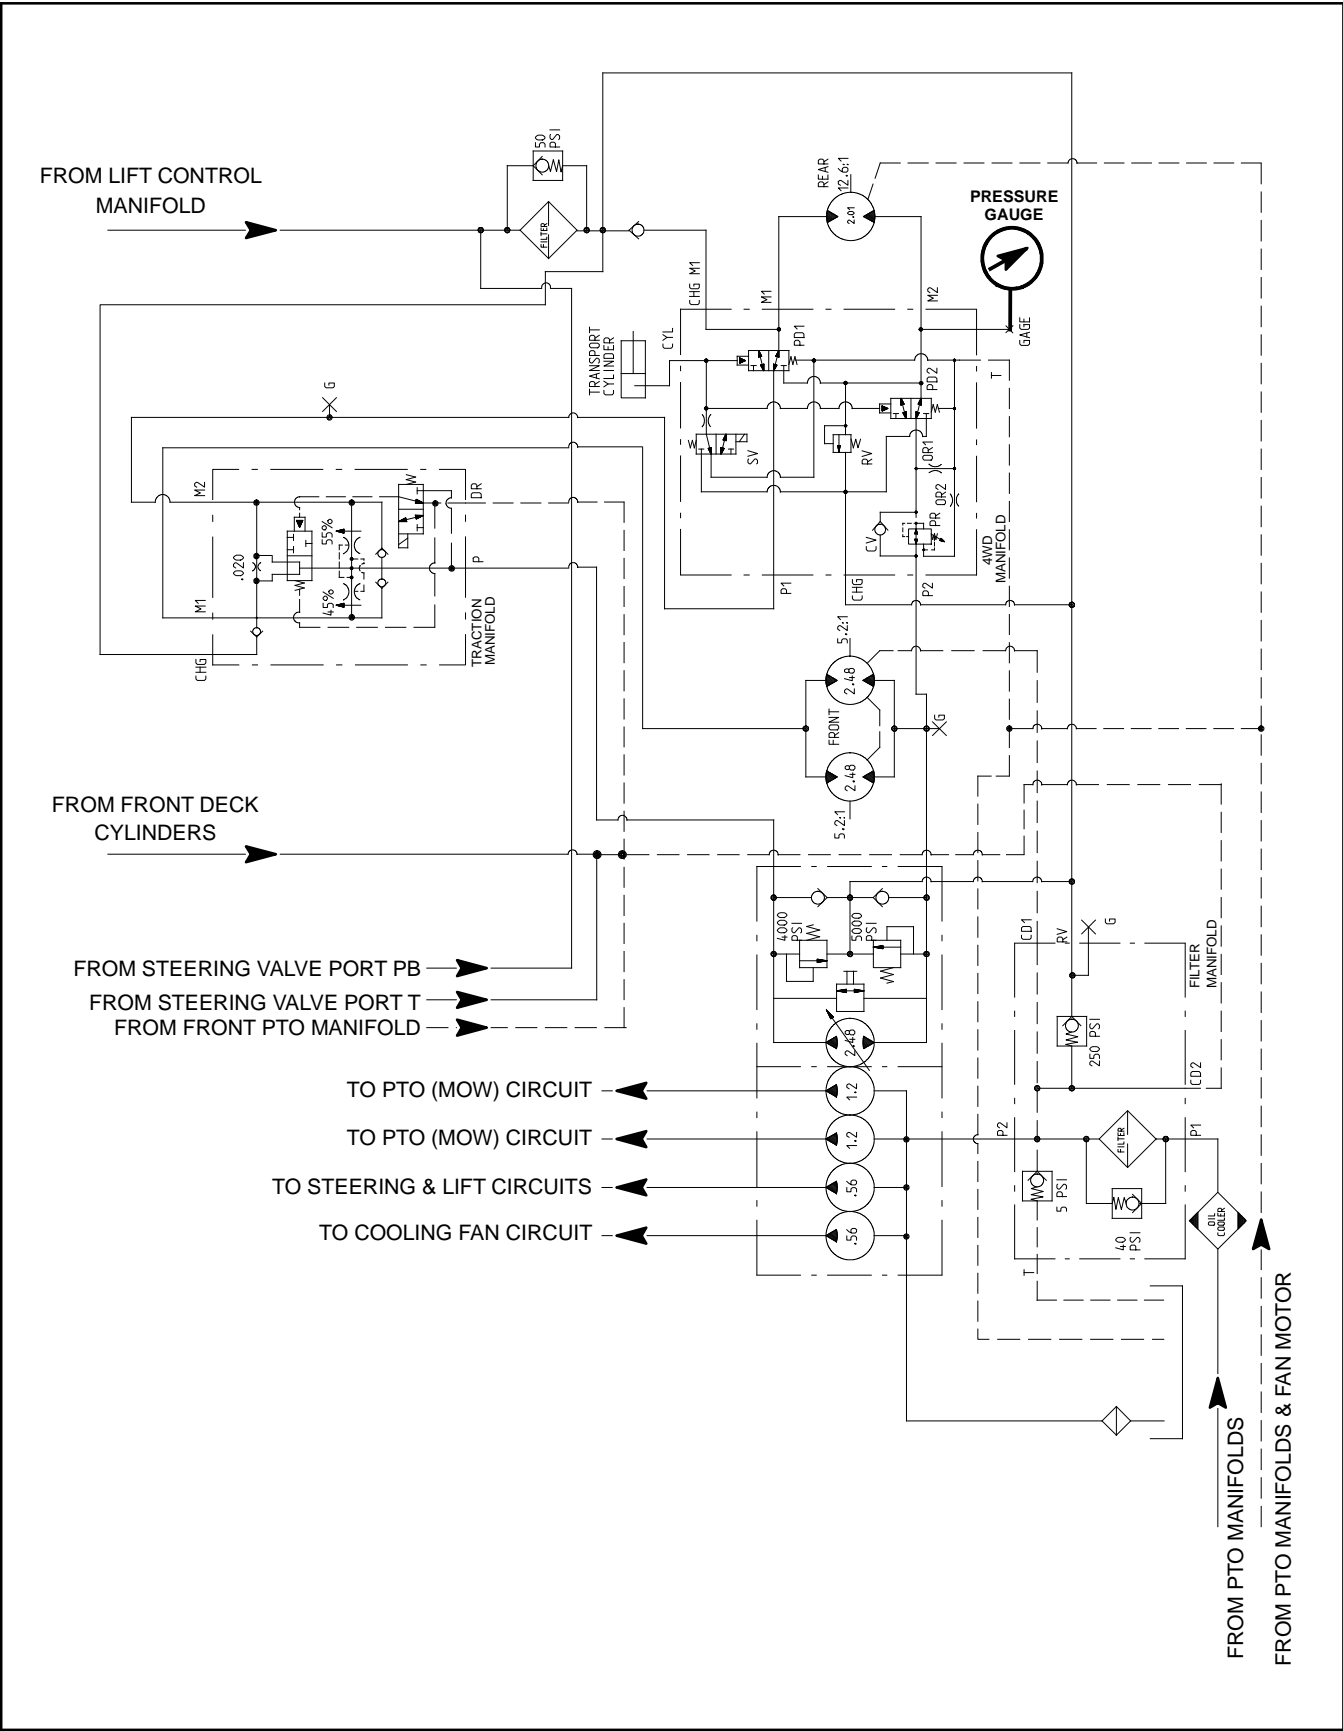 FROM LIFT CONTROL
MANIFOLD
50
PSI
FILTER
REAR
12.6:1
2.01
PRESSURE
GAUGE
CHG M1
M1
M2
GAGE
TRANSPORT
CYLINDER
CYL
PD1
PD2
T
SV
RV
OR1
OR2
PR
CV
4WD
MANIFOLD
P1
CHG
P2
G
M2
DR
.020
55%
45%
P
M1
CHG
TRACTION
MANIFOLD
5.2:1
2.48
FRONT
2.48
5.2:1
G
FROM FRONT DECK
CYLINDERS
4000
PSI
5000
PSI
CD1
RV
G
FILTER
MANIFOLD
FROM STEERING VALVE PORT PB
FROM STEERING VALVE PORT T
FROM FRONT PTO MANIFOLD
2.48
250 PSI
CD2
TO PTO (MOW) CIRCUIT
1.2
TO PTO (MOW) CIRCUIT
1.2
P2
FILTER
P1
TO STEERING & LIFT CIRCUITS
.56
5 PSI
40
PSI
OIL
COOLER
TO COOLING FAN CIRCUIT
.56
T
FROM PTO MANIFOLDS
FROM PTO MANIFOLDS & FAN MOTOR